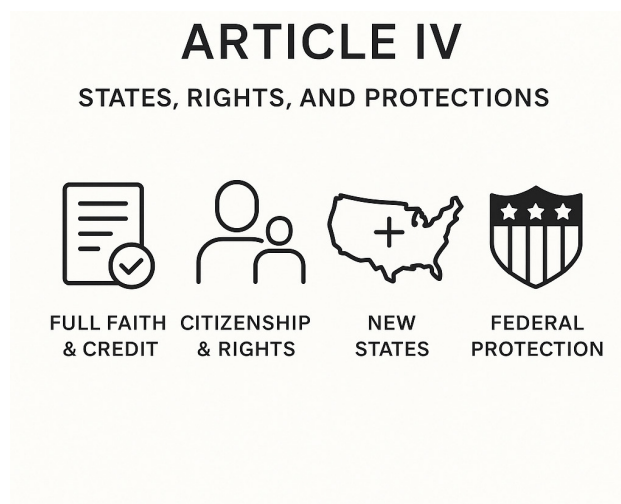 ARTICLE IV
STATES, RIGHTS, AND PROTECTIONS
FULL FAITH
& CREDIT
CITIZENSHIP
& RIGHTS
NEW
STATES
FEDERAL
PROTECTION